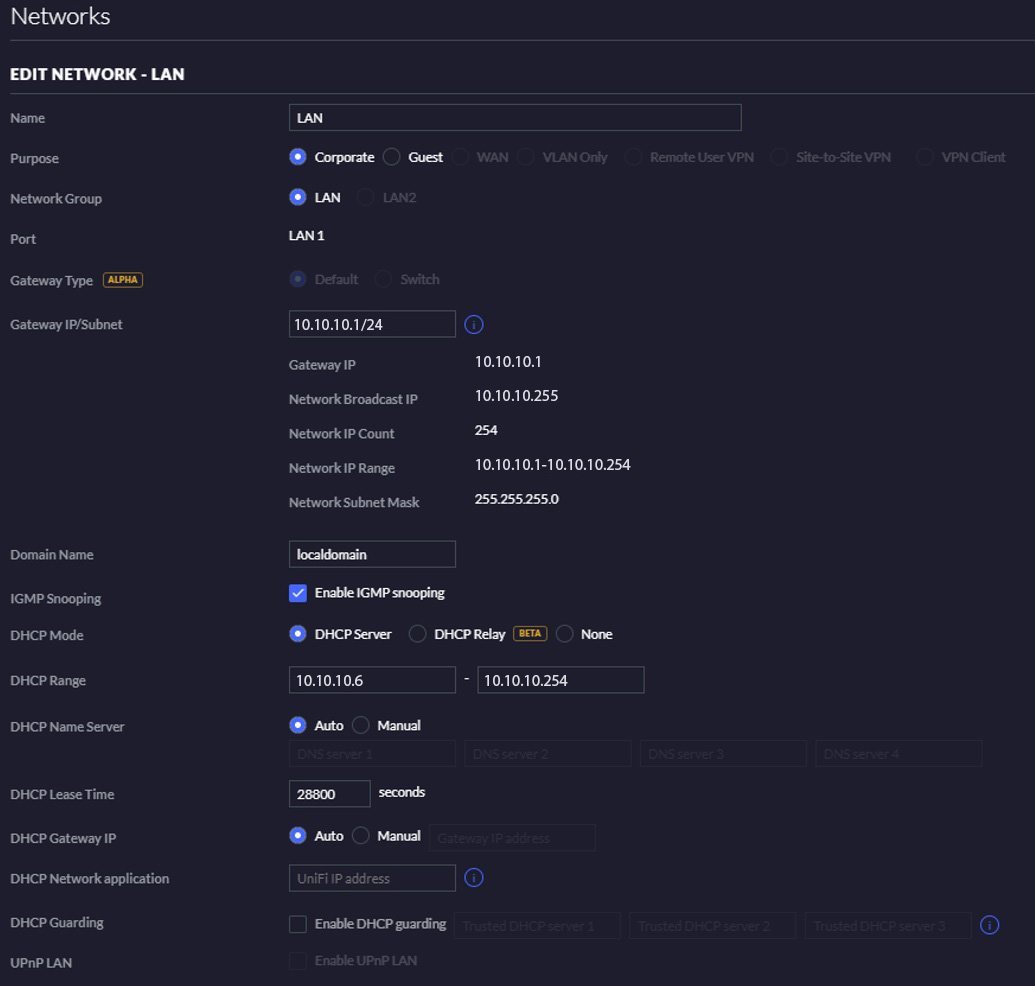 Networks
EDIT NETWORK - LAN
Name LAN
Purpose Corporate Guest WAN VLAN Only Remote User VPN Site-to-Site VPN VPN Client
Network Group LAN LAN2
Port LAN 1
Gateway Type ALPHA Default Switch
Gateway IP/Subnet 10.10.10.1/24
Gateway IP 10.10.10.1
Network Broadcast IP 10.10.10.255
Network IP Count 254
Network IP Range 10.10.10.1-10.10.10.254
Network Subnet Mask 255.255.255.0
Domain Name localdomain
IGMP Snooping Enable IGMP snooping
DHCP Mode DHCP Server DHCP Relay BETA None
DHCP Range 10.10.10.6 - 10.10.10.254
DHCP Name Server Auto Manual
DNS server 1 DNS server 2 DNS server 3 DNS server 4
DHCP Lease Time 28800 seconds
DHCP Gateway IP Auto Manual Gateway IP address
DHCP Network application UniFi IP address
DHCP Guarding Enable DHCP guarding Trusted DHCP server 1 Trusted DHCP server 2 Trusted DHCP server 3
UPnP LAN Enable UPnP LAN